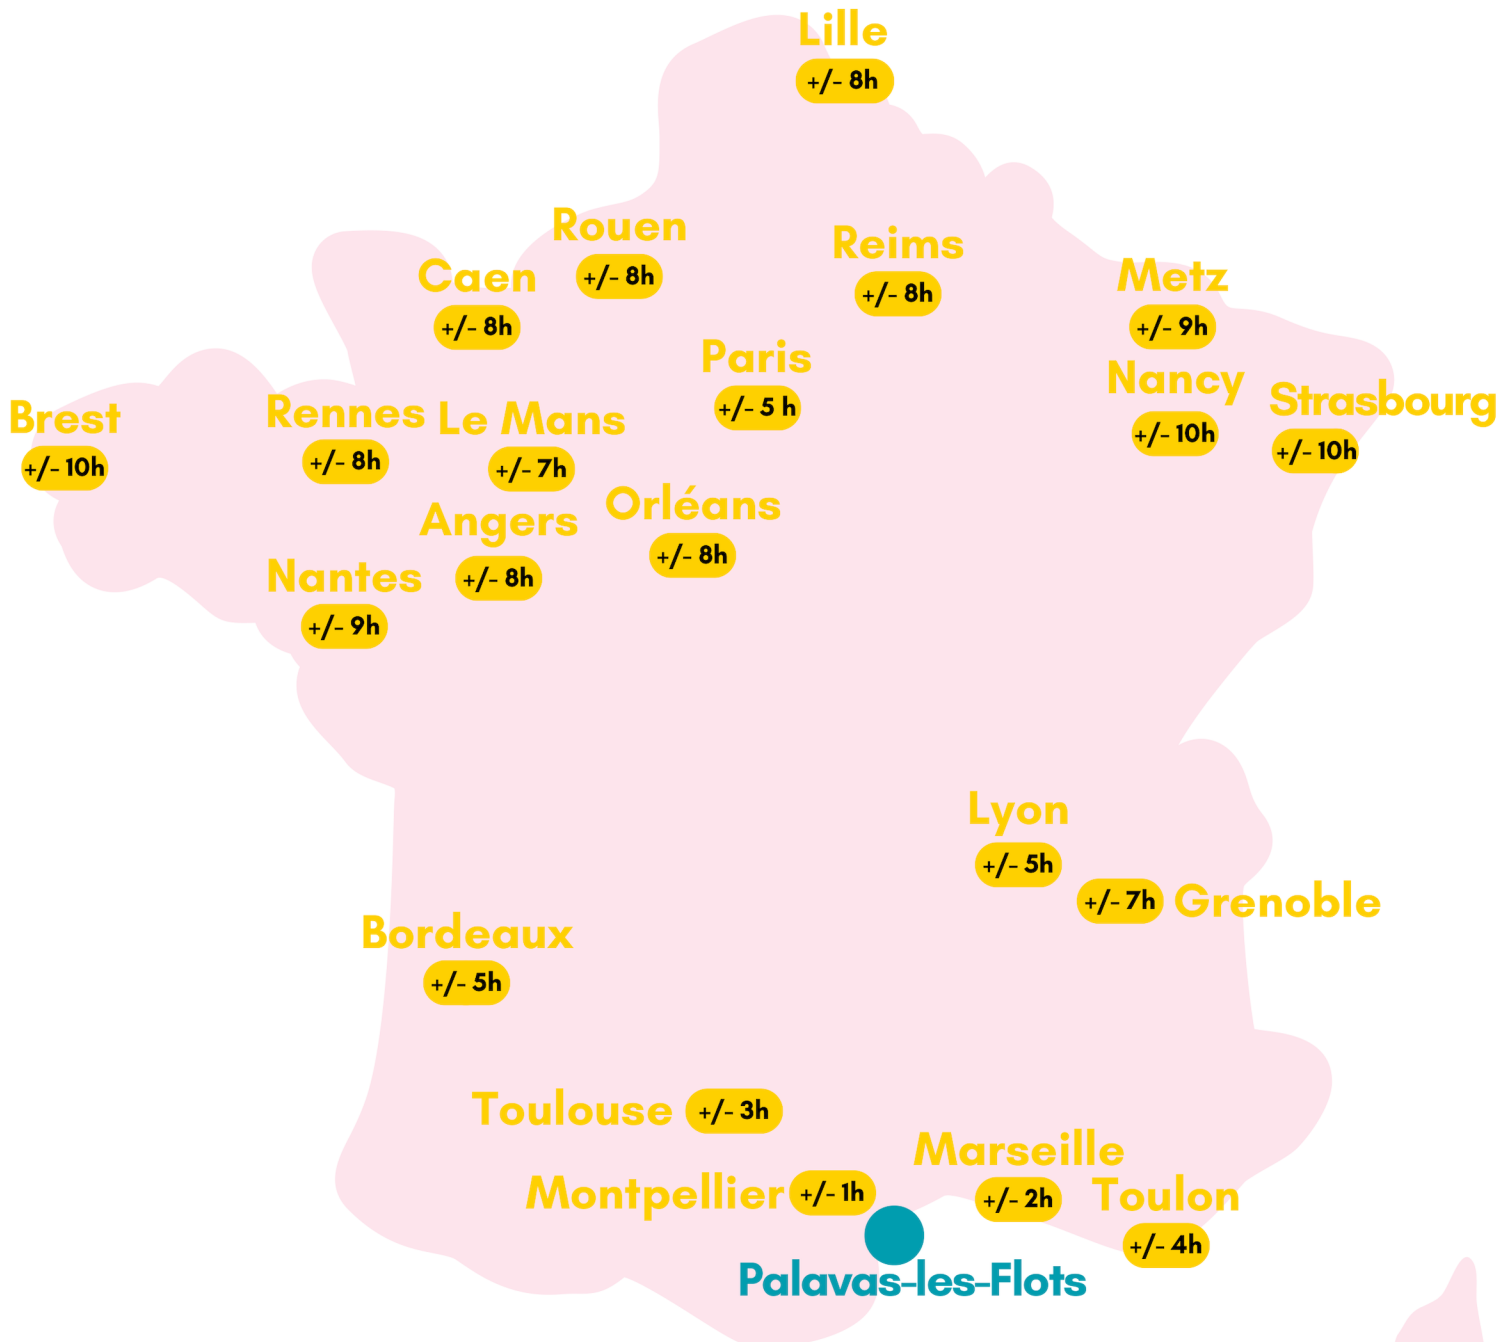 Lille
+/- 8h
Rouen
+/- 8h
Reims
+/- 8h
Caen
+/- 8h
Metz
+/- 9h
Paris
+/- 5 h
Nancy
+/- 10h
Strasbourg
+/- 10h
Brest
+/- 10h
Rennes
+/- 8h
Le Mans
+/- 7h
Orléans
+/- 8h
Angers
+/- 8h
Nantes
+/- 9h
Lyon
+/- 5h
+/- 7h Grenoble
Bordeaux
+/- 5h
Toulouse +/- 3h
Marseille
+/- 2h
Montpellier +/- 1h
Toulon
+/- 4h
Palavas-les-Flots